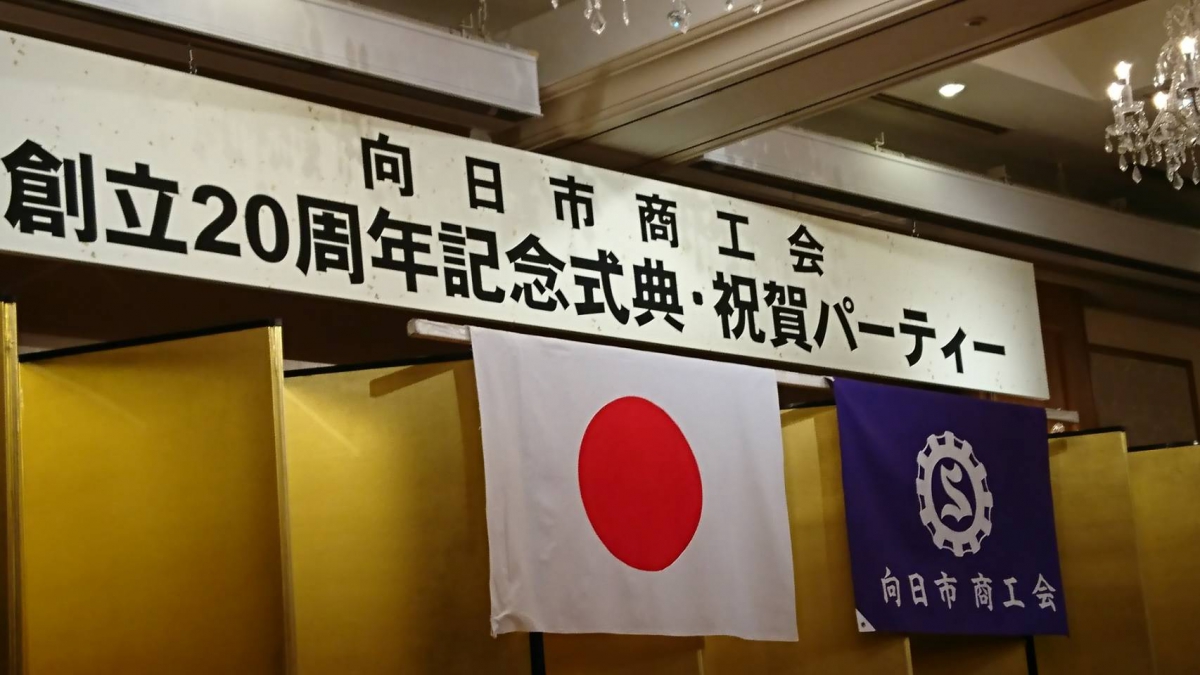 向日市商工会
創立20周年記念式典・祝賀パーティー
S
向日市商工会